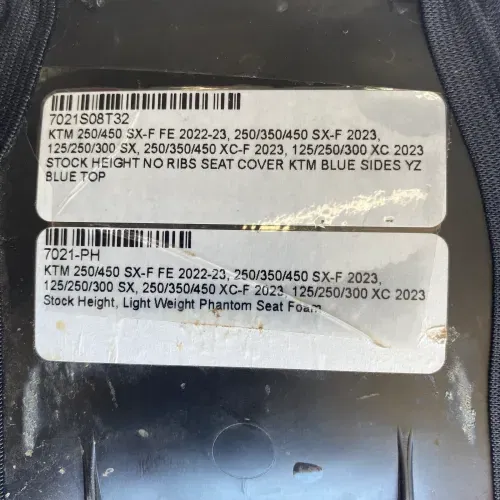 7021S08T32
KTM 250/450 SX-F FE 2022-23, 250/350/450 SX-F 2023,
125/250/300 SX, 250/350/450 XC-F 2023, 125/250/300 XC 2023
STOCK HEIGHT NO RIBS SEAT COVER KTM BLUE SIDES YZ
BLUE TOP
7021-PH
KTM 250/450 SX-F FE 2022-23, 250/350/450 SX-F 2023,
125/250/300 SX, 250/350/450 XC-F 2023, 125/250/300 XC 2023
Stock Height, Light Weight Phantom Seat Foam